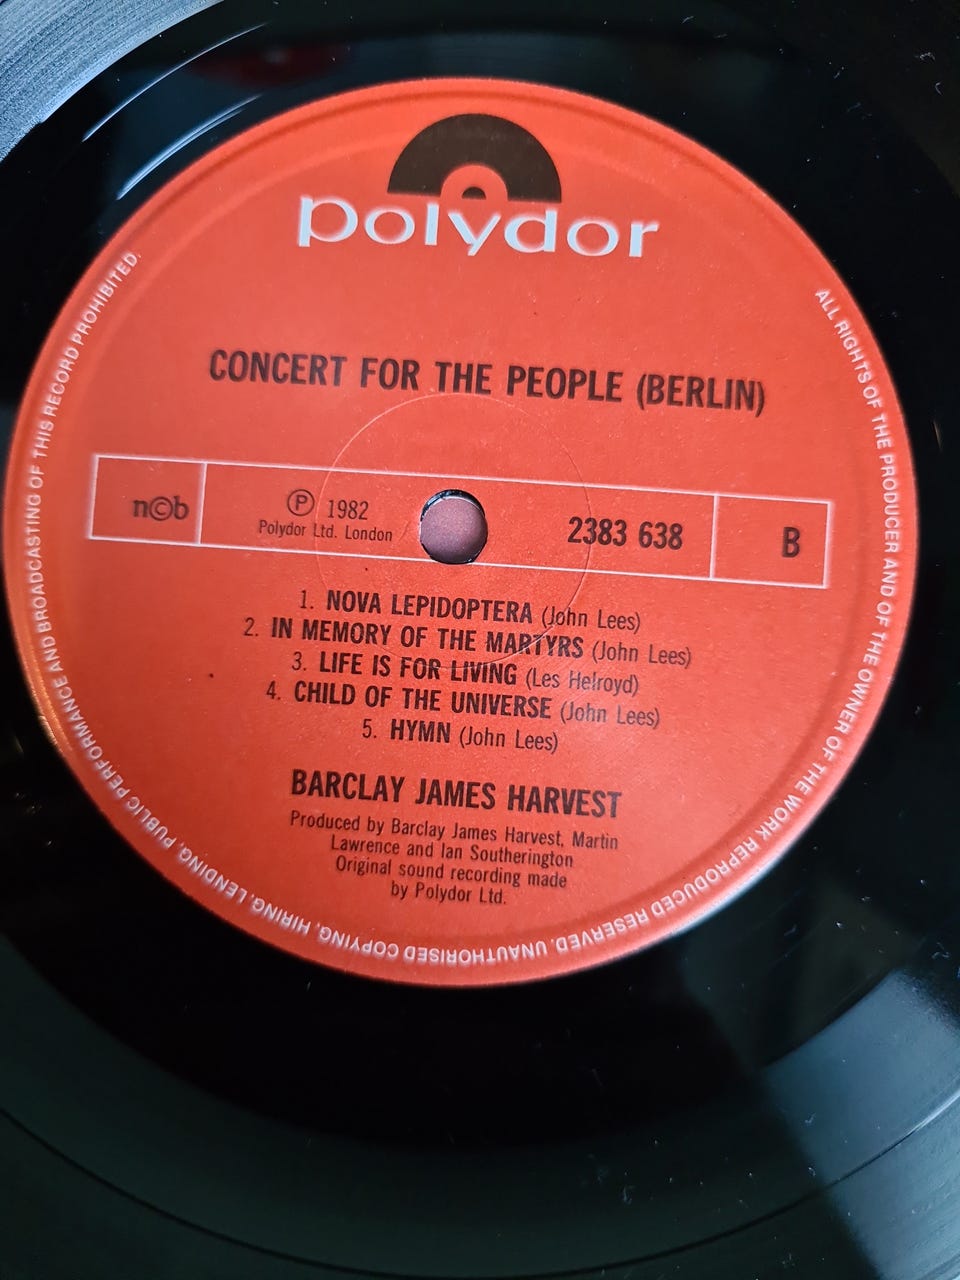 polydor
CONCERT FOR THE PEOPLE (BERLIN)
n©b
Ⓟ 1982
Polydor Ltd. London
2383 638
B
1. NOVA LEPIDOPTERA (John Lees)
2. IN MEMORY OF THE MARTYRS (John Lees)
3. LIFE IS FOR LIVING (Les Helroyd)
4. CHILD OF THE UNIVERSE (John Lees)
5. HYMN (John Lees)
BARCLAY JAMES HARVEST
Produced by Barclay James Harvest, Martin
Lawrence and Ian Southerington
Original sound recording made
by Polydor Ltd.
ALL RIGHTS OF THE PRODUCER AND OF THE OWNER OF THE WORK REPRODUCED RESERVED. UNAUTHORISED COPYING, HIRING, LENDING, PUBLIC PERFORMANCE AND BROADCASTING OF THIS RECORD PROHIBITED.